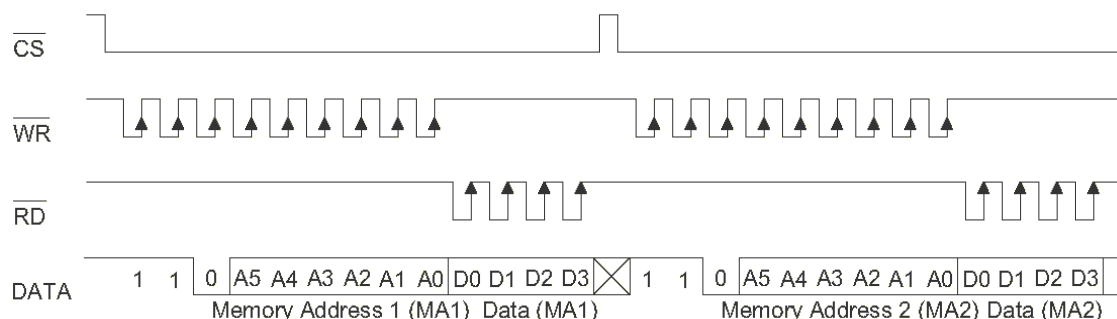 CS
WR
RD
DATA 1 1 0 A5 A4 A3 A2 A1 A0 D0 D1 D2 D3 1 1 0 A5 A4 A3 A2 A1 A0 D0 D1 D2 D3
Memory Address 1 (MA1) Data (MA1) Memory Address 2 (MA2) Data (MA2)